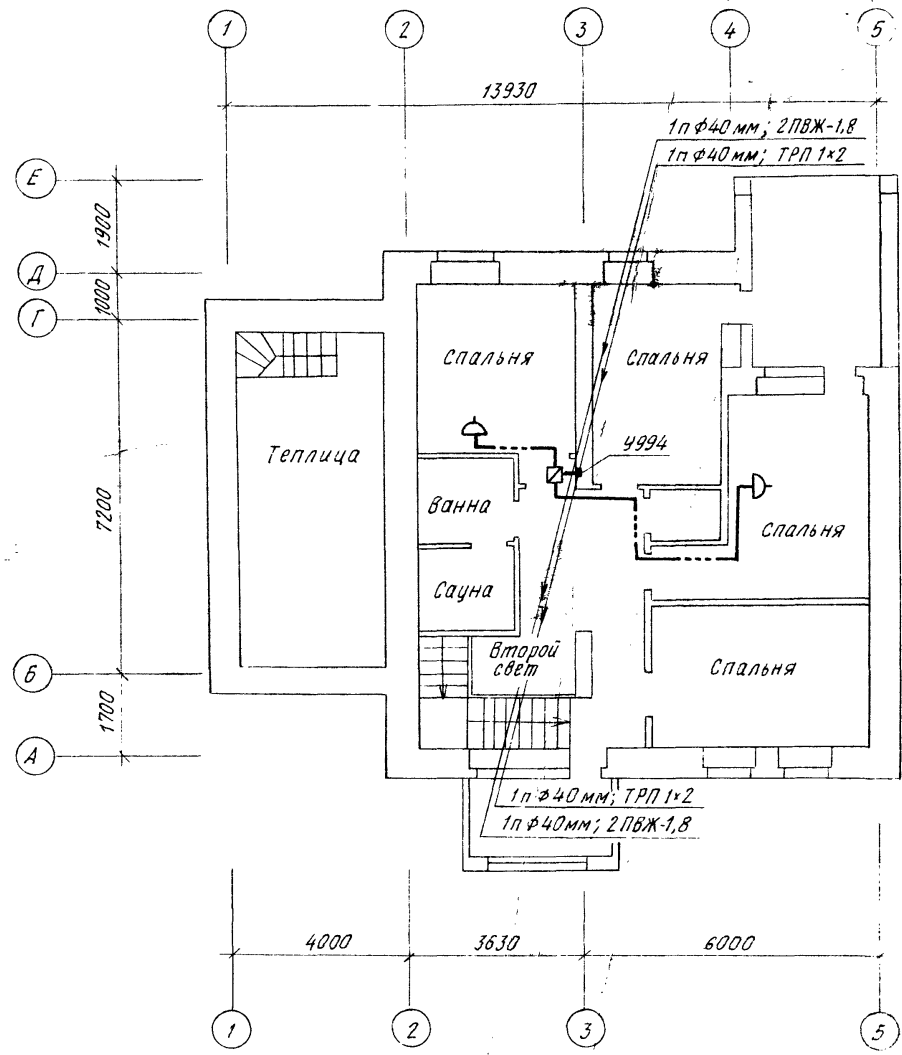 1
2
3
4
5
13930
1п ф40 мм; 2ПВЖ-1,8
1п ф40 мм; ТРП 1×2
Е
1900
Д
1000
Г
Спальня
Спальня
У994
Теплица
7200
Ванна
Спальня
Сауна
Второй
свет
Спальня
Б
1700
А
1п ф40 мм; ТРП 1×2
1п ф40 мм; 2ПВЖ-1,8
4000
3630
6000
1
2
3
5